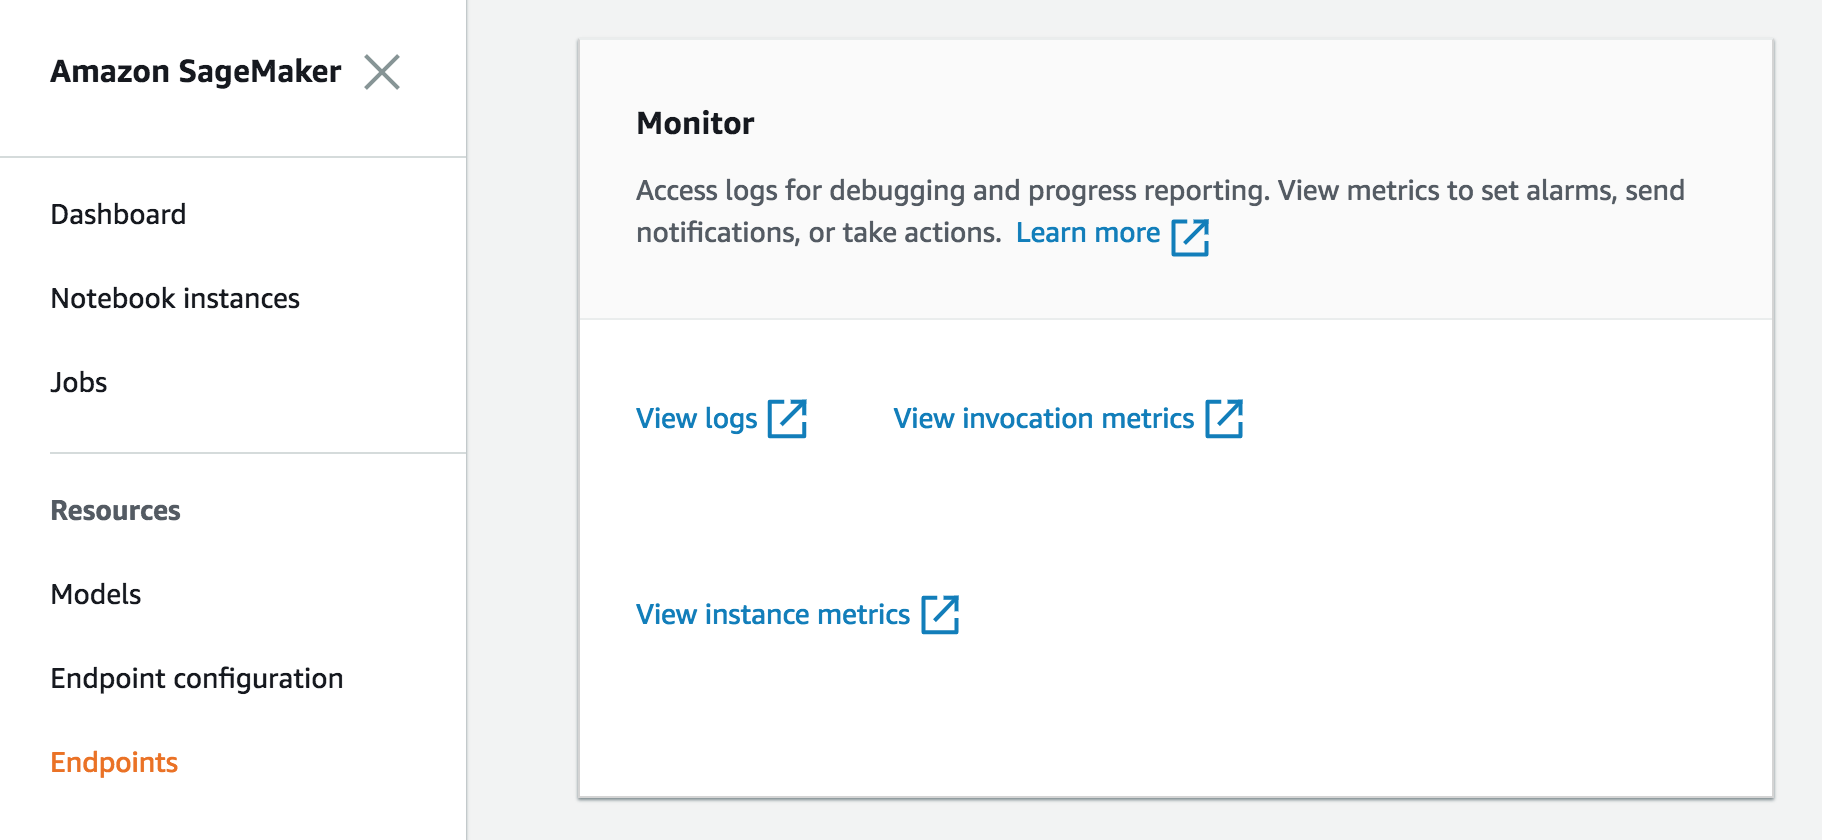 Amazon SageMaker
Dashboard
Notebook instances
Jobs
Resources
Models
Endpoint configuration
Endpoints
Monitor
Access logs for debugging and progress reporting. View metrics to set alarms, send
notifications, or take actions. Learn more
View logs
View invocation metrics
View instance metrics